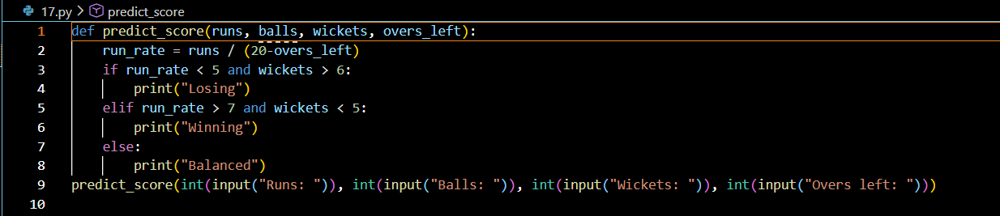 17.py > predict_score
1 def predict_score(runs, balls, wickets, overs_left):
2     run_rate = runs / (20-overs_left)
3     if run_rate < 5 and wickets > 6:
4         print("Losing")
5     elif run_rate > 7 and wickets < 5:
6         print("Winning")
7     else:
8         print("Balanced")
9 predict_score(int(input("Runs: ")), int(input("Balls: ")), int(input("Wickets: ")), int(input("Overs left: ")))
10